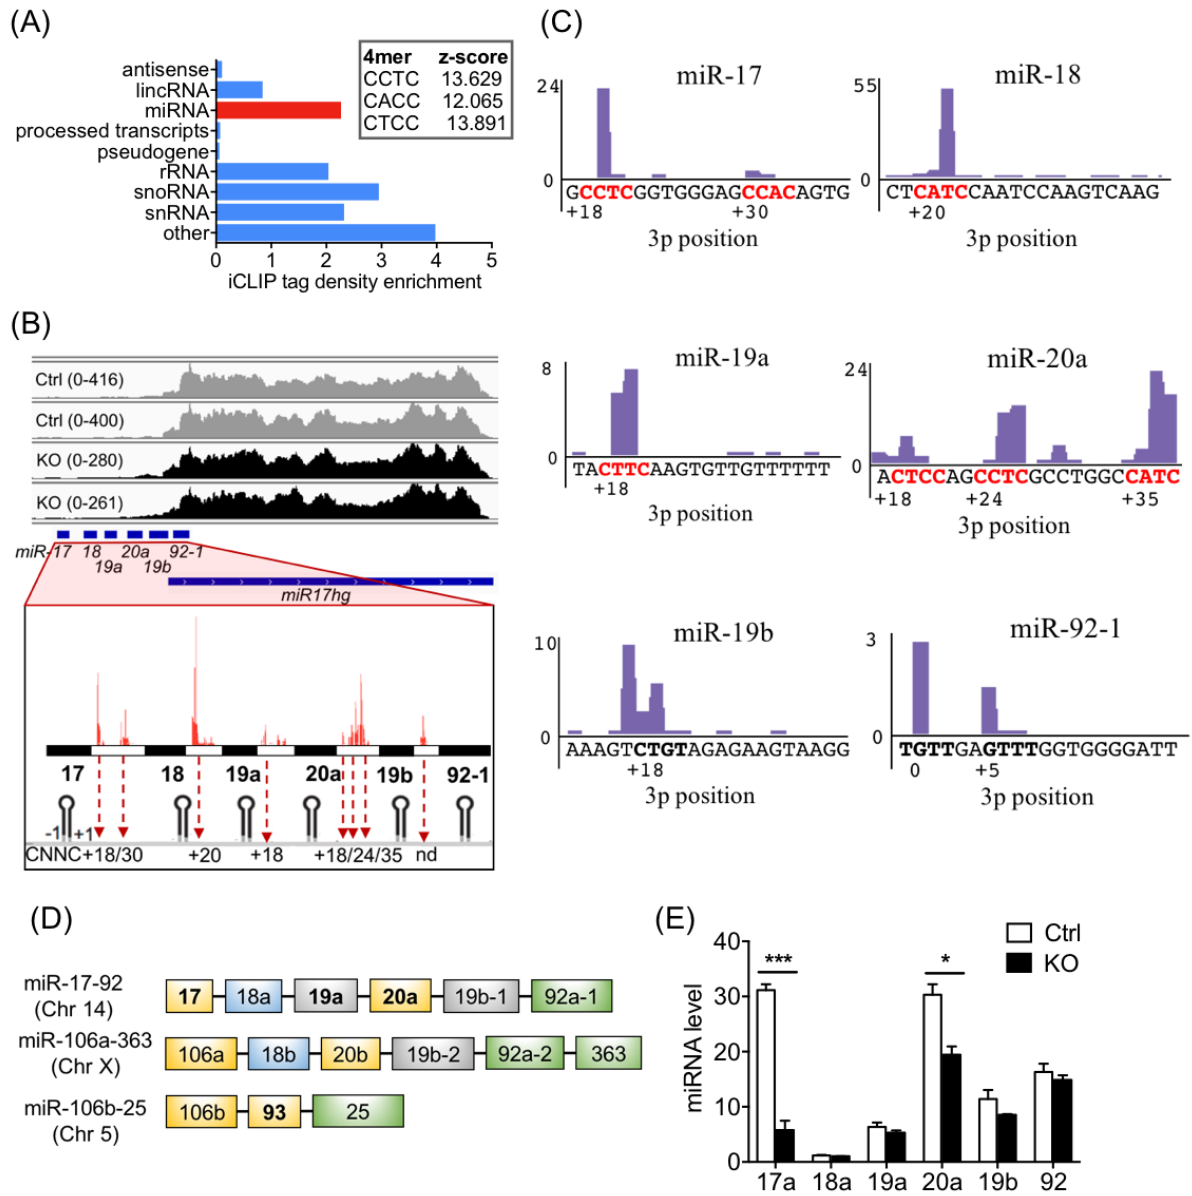 (A)
4mer z-score
CCTC 13.629
CACC 12.065
CTCC 13.891
antisense
lincRNA
miRNA
processed transcripts
pseudogene
rRNA
snoRNA
snRNA
other
0 1 2 3 4 5
iCLIP tag density enrichment
(B)
Ctrl (0-416)
Ctrl (0-400)
KO (0-280)
KO (0-261)
miR-17 18 20a 92-1
19a 19b
miR17hg
17 18 19a 20a 19b 92-1
-1 +1
CNNC+18/30 +20 +18 +18/24/35 nd
(C)
miR-17
24
0
GCCTCGGTGGGAGCCACAGTG
+18 +30
3p position
miR-18
55
0
CTCATCCAATCCAAGTCAAG
+20
3p position
miR-19a
8
0
TACTTCAAGTGTTGTTTTTT
+18
3p position
miR-20a
24
0
ACTCCAGCCTCGCCTGGCCATC
+18 +24 +35
3p position
miR-19b
10
0
AAAGTCTGTAGAGAAGTAAGG
+18
3p position
miR-92-1
3
0
TGTTGAGTTTGGTGGGGATT
0 +5
3p position
(D)
miR-17-92
(Chr 14)
17 18a 19a 20a 19b-1 92a-1
miR-106a-363
(Chr X)
106a 18b 20b 19b-2 92a-2 363
miR-106b-25
(Chr 5)
106b 93 25
(E)
Ctrl
KO
*** *
miRNA level
40
30
20
10
0
17a 18a 19a 20a 19b 92